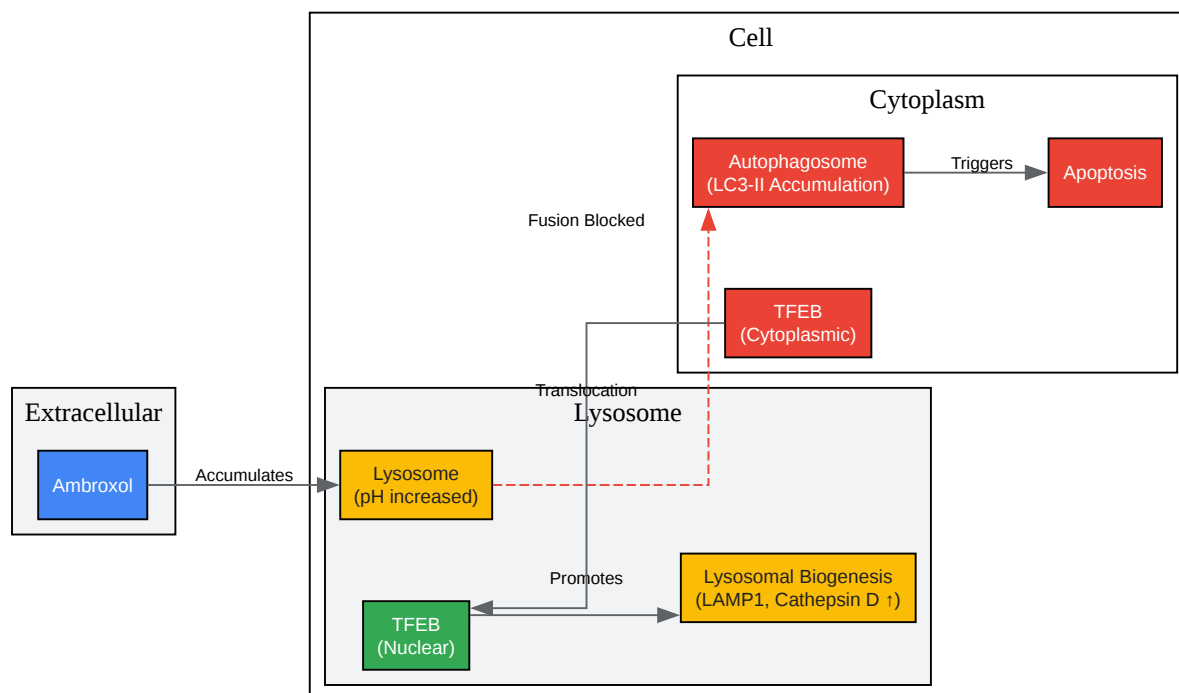 Cell
Cytoplasm
Autophagosome
(LC3-II Accumulation)
Triggers
Apoptosis
Fusion Blocked
TFEB
(Cytoplasmic)
Translocation
Extracellular
Lysosome
Ambroxol
Accumulates
Lysosome
(pH increased)
Promotes
Lysosomal Biogenesis
(LAMP1, Cathepsin D ↑)
TFEB
(Nuclear)